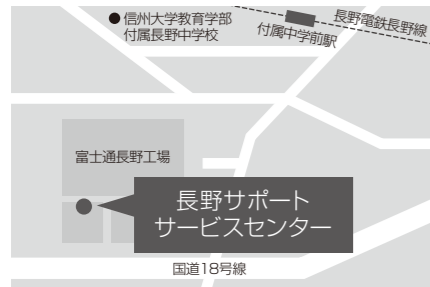 信州大学教育学部
付属長野中学校
長野電鉄長野線
付属中学前駅
富士通長野工場
長野サポート
サービスセンター
国道18号線